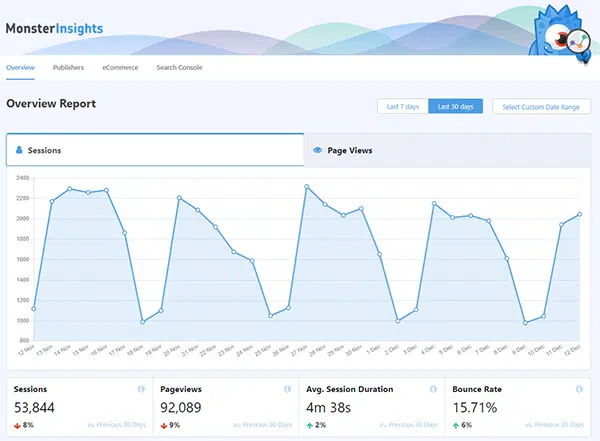 MonsterInsights
Overview Publishers eCommerce Search Console
Overview Report
Last 7 days Last 30 days Select Custom Date Range
Sessions Page Views
2400
2200
2000
1800
1600
1400
1200
1000
800
12 Nov 13 Nov 14 Nov 15 Nov 16 Nov 17 Nov 18 Nov 19 Nov 20 Nov 21 Nov 22 Nov 23 Nov 24 Nov 25 Nov 26 Nov 27 Nov 28 Nov 29 Nov 30 Nov 1 Dec 2 Dec 3 Dec 4 Dec 5 Dec 6 Dec 7 Dec 8 Dec 9 Dec 10 Dec 11 Dec 12 Dec
Sessions Pageviews Avg. Session Duration Bounce Rate
53,844 92,089 4m 38s 15.71%
8% vs. Previous 30 Days 9% vs. Previous 30 Days 2% vs. Previous 30 Days 6% vs. Previous 30 Days